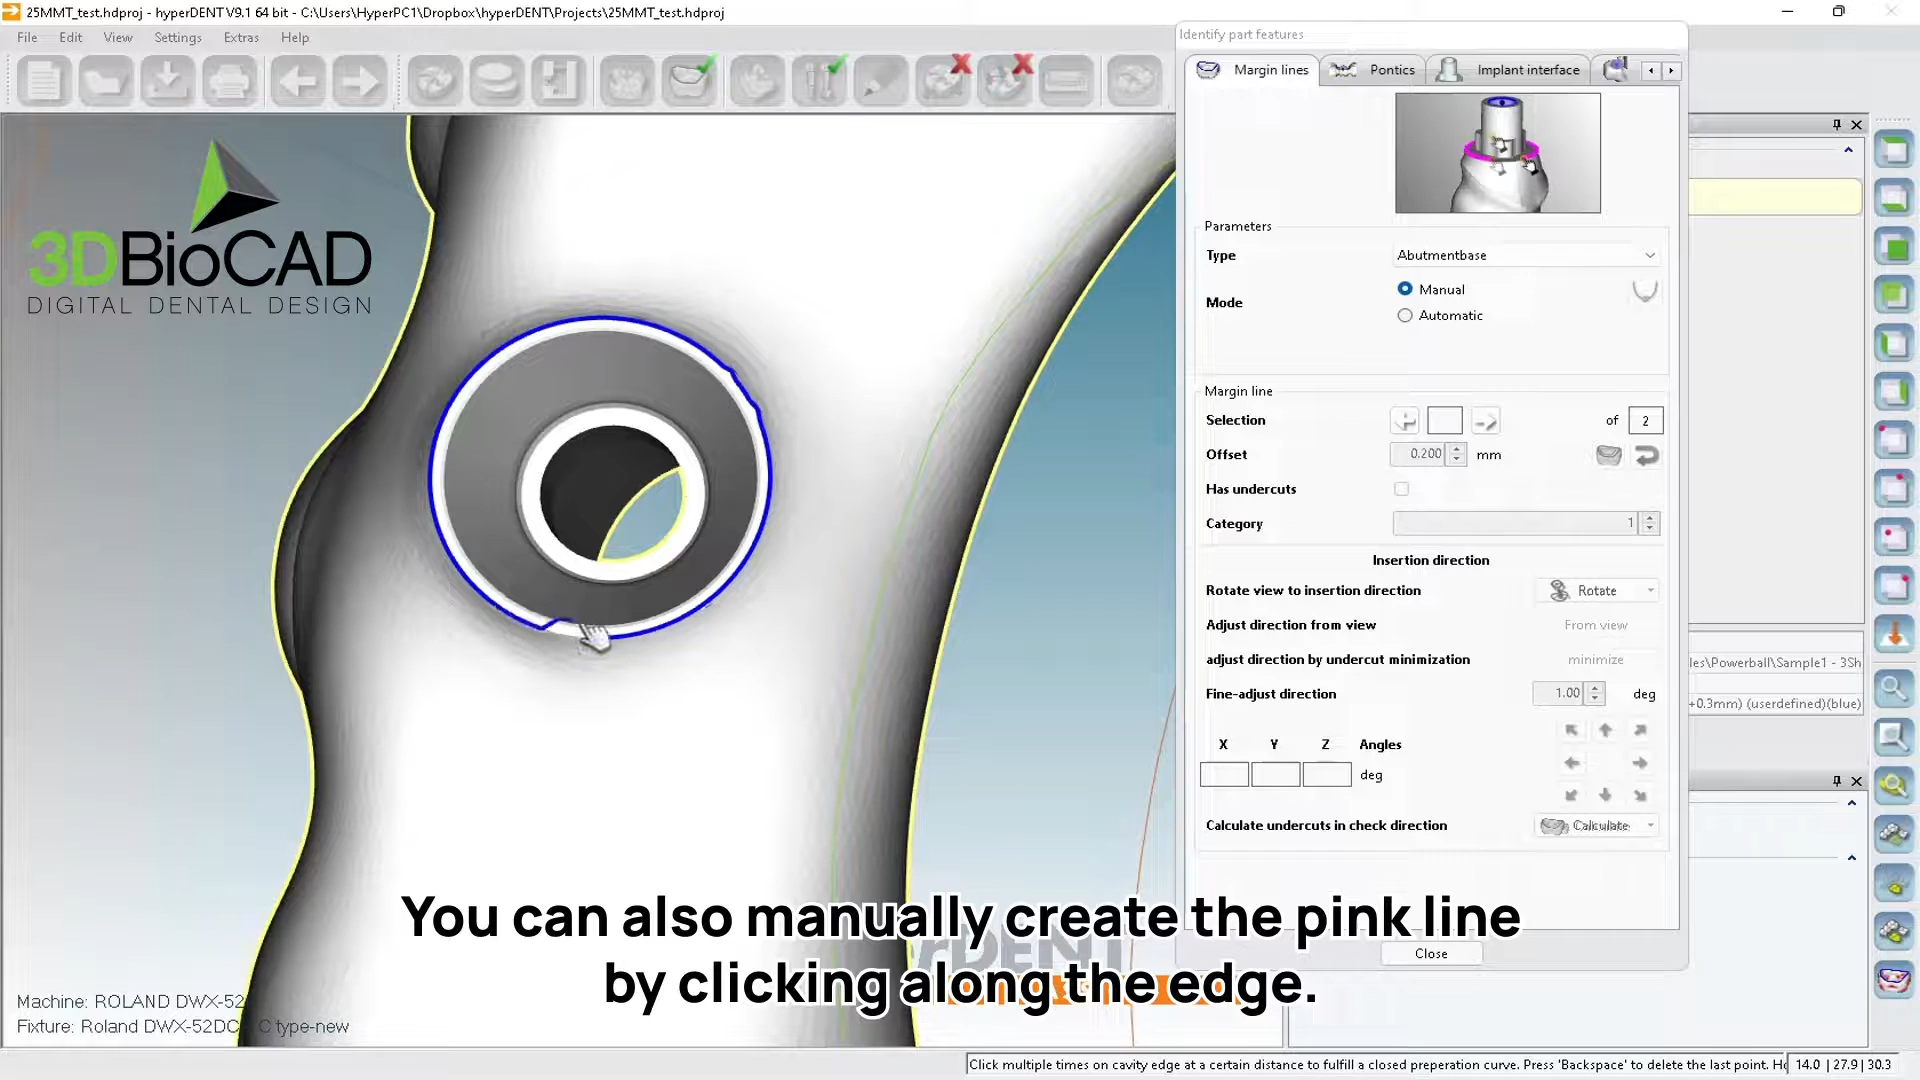 25MMT_test.hdproj - hyperDENT V9.1 64 bit - C:\Users\HyperPC1\Dropbox\hyperDENT\Projects\25MMT_test.hdproj
File Edit View Settings Extras Help
Identify part features
Margin lines Pontics Implant interface
3DBioCAD
DIGITAL DENTAL DESIGN
Parameters
Type Abutmentbase
Mode Manual
Automatic
Margin line
Selection of 2
Offset 0.200 mm
Has undercuts
Category 1
Insertion direction
Rotate view to insertion direction Rotate
Adjust direction from view From view
adjust direction by undercut minimization minimize
les\Powerball\Sample1 - 3Sh
Fine-adjust direction 1.00 deg
+0.3mm) (userdefined)(blue)
X Y Z Angles
deg
Calculate undercuts in check direction Calculate
You can also manually create the pink line
by clicking along the edge.
rDENT
Close
Machine: ROLAND DWX-52
Fixture: Roland DWX-52DC C type-new
Click multiple times on cavity edge at a certain distance to fulfill a closed preperation curve. Press 'Backspace' to delete the last point. Ho 14.0 | 27.9 | 30.3